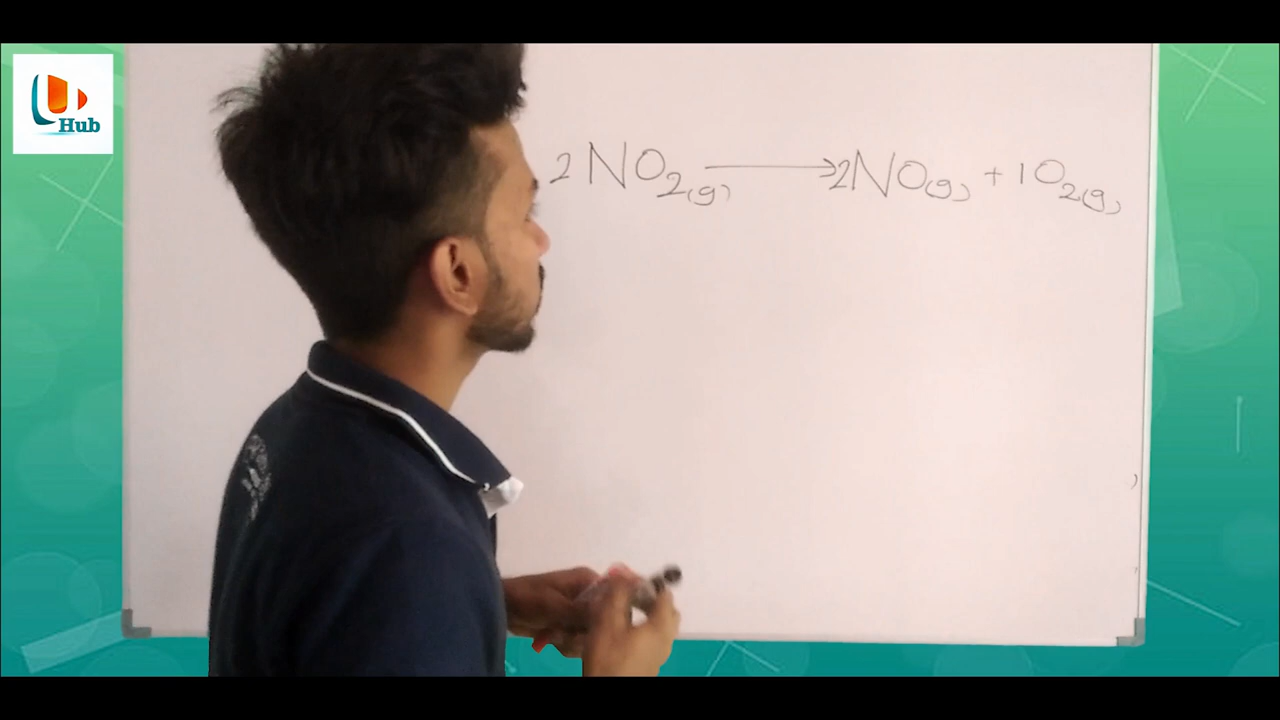 Hub
2NO₂(g) ⟶ 2NO(g) + 1O₂(g)